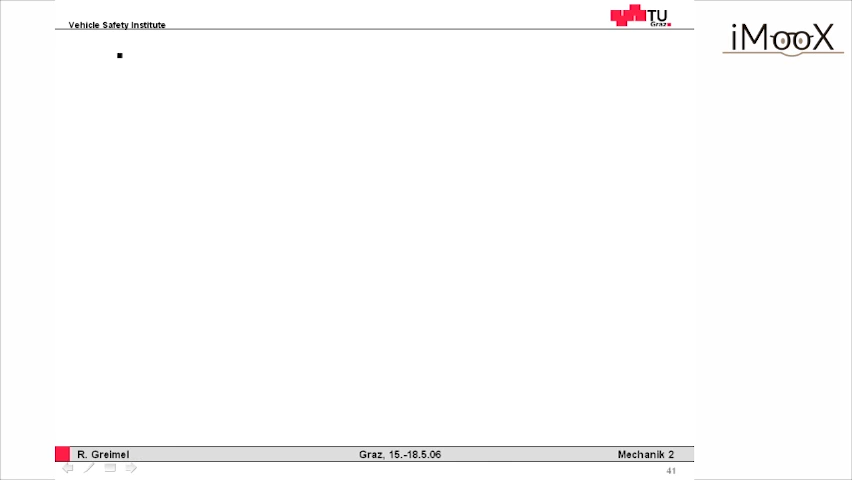 Vehicle Safety Institute
TU
Graz
iMooX
R. Greimel
Graz, 15.-18.5.06
Mechanik 2
41